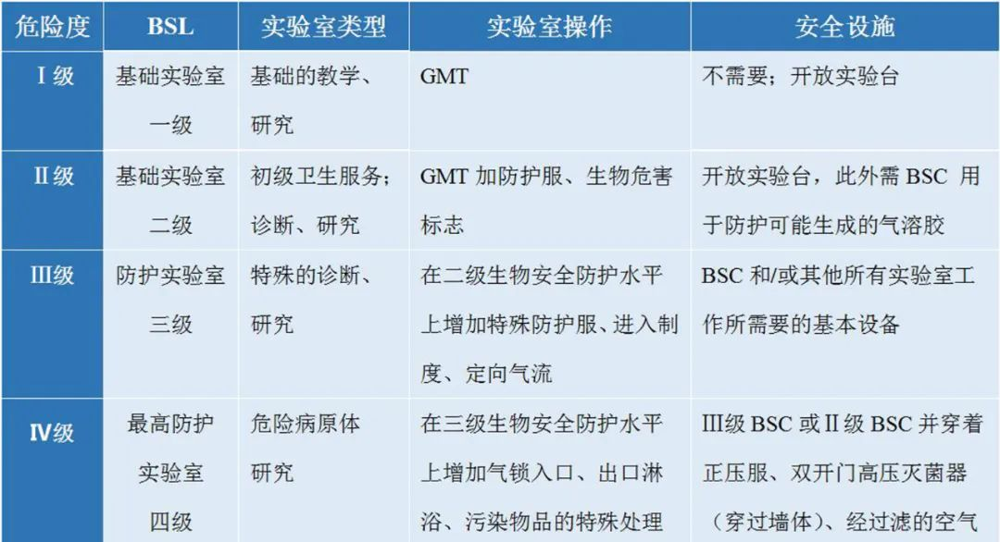 危险度 BSL 实验室类型 实验室操作 安全设施
Ⅰ级 基础实验室 基础的教学、 GMT 不需要；开放实验台
一级 研究
Ⅱ级 基础实验室 初级卫生服务； GMT 加防护服、生物危害 开放实验台，此外需 BSC 用
二级 诊断、研究 标志 于防护可能生成的气溶胶
Ⅲ级 防护实验室 特殊的诊断、 在二级生物安全防护水平 BSC 和/或其他所有实验室工
三级 研究 上增加特殊防护服、进入制 作所需要的基本设备
度、定向气流
Ⅳ级 最高防护 危险病原体 在三级生物安全防护水平 Ⅲ级 BSC 或Ⅱ级 BSC 并穿着
实验室 研究 上增加气锁入口、出口淋 正压服、双开门高压灭菌器
四级 浴、污染物品的特殊处理 （穿过墙体）、经过滤的空气